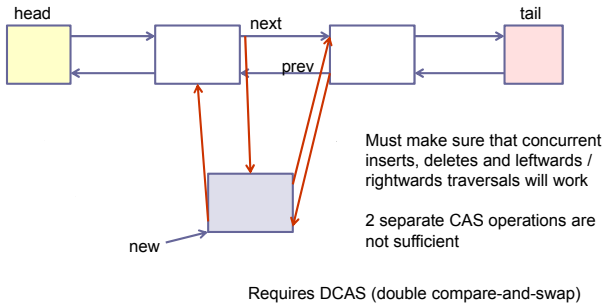 head
tail
next
prev
Must make sure that concurrent
inserts, deletes and leftwards /
rightwards traversals will work
2 separate CAS operations are
not sufficient
new
Requires DCAS (double compare-and-swap)